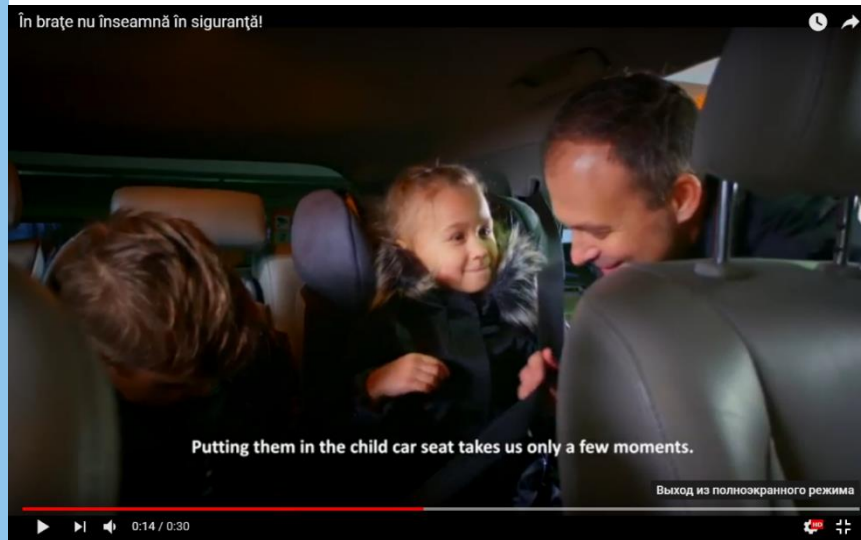 În braţe nu înseamnă în siguranţă!
Putting them in the child car seat takes us only a few moments.
Выход из полноэкранного режима
0:14 / 0:30
HD